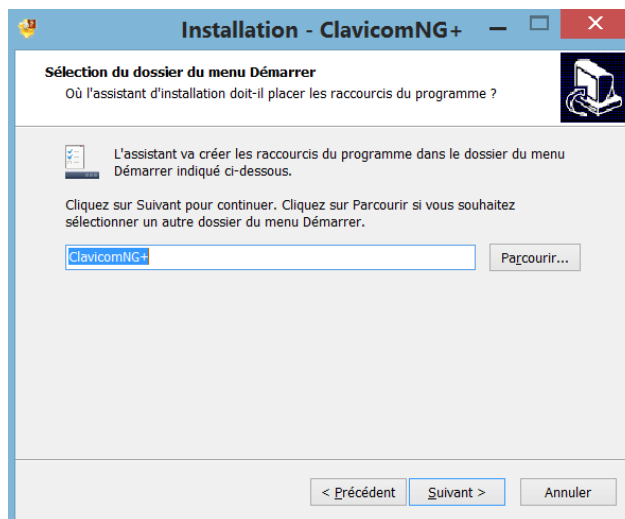 Installation - ClavicomNG+
Sélection du dossier du menu Démarrer
Où l'assistant d'installation doit-il placer les raccourcis du programme ?
L'assistant va créer les raccourcis du programme dans le dossier du menu
Démarrer indiqué ci-dessous.
Cliquez sur Suivant pour continuer. Cliquez sur Parcourir si vous souhaitez
sélectionner un autre dossier du menu Démarrer.
ClavicomNG+
Parcourir...
< Précédent
Suivant >
Annuler